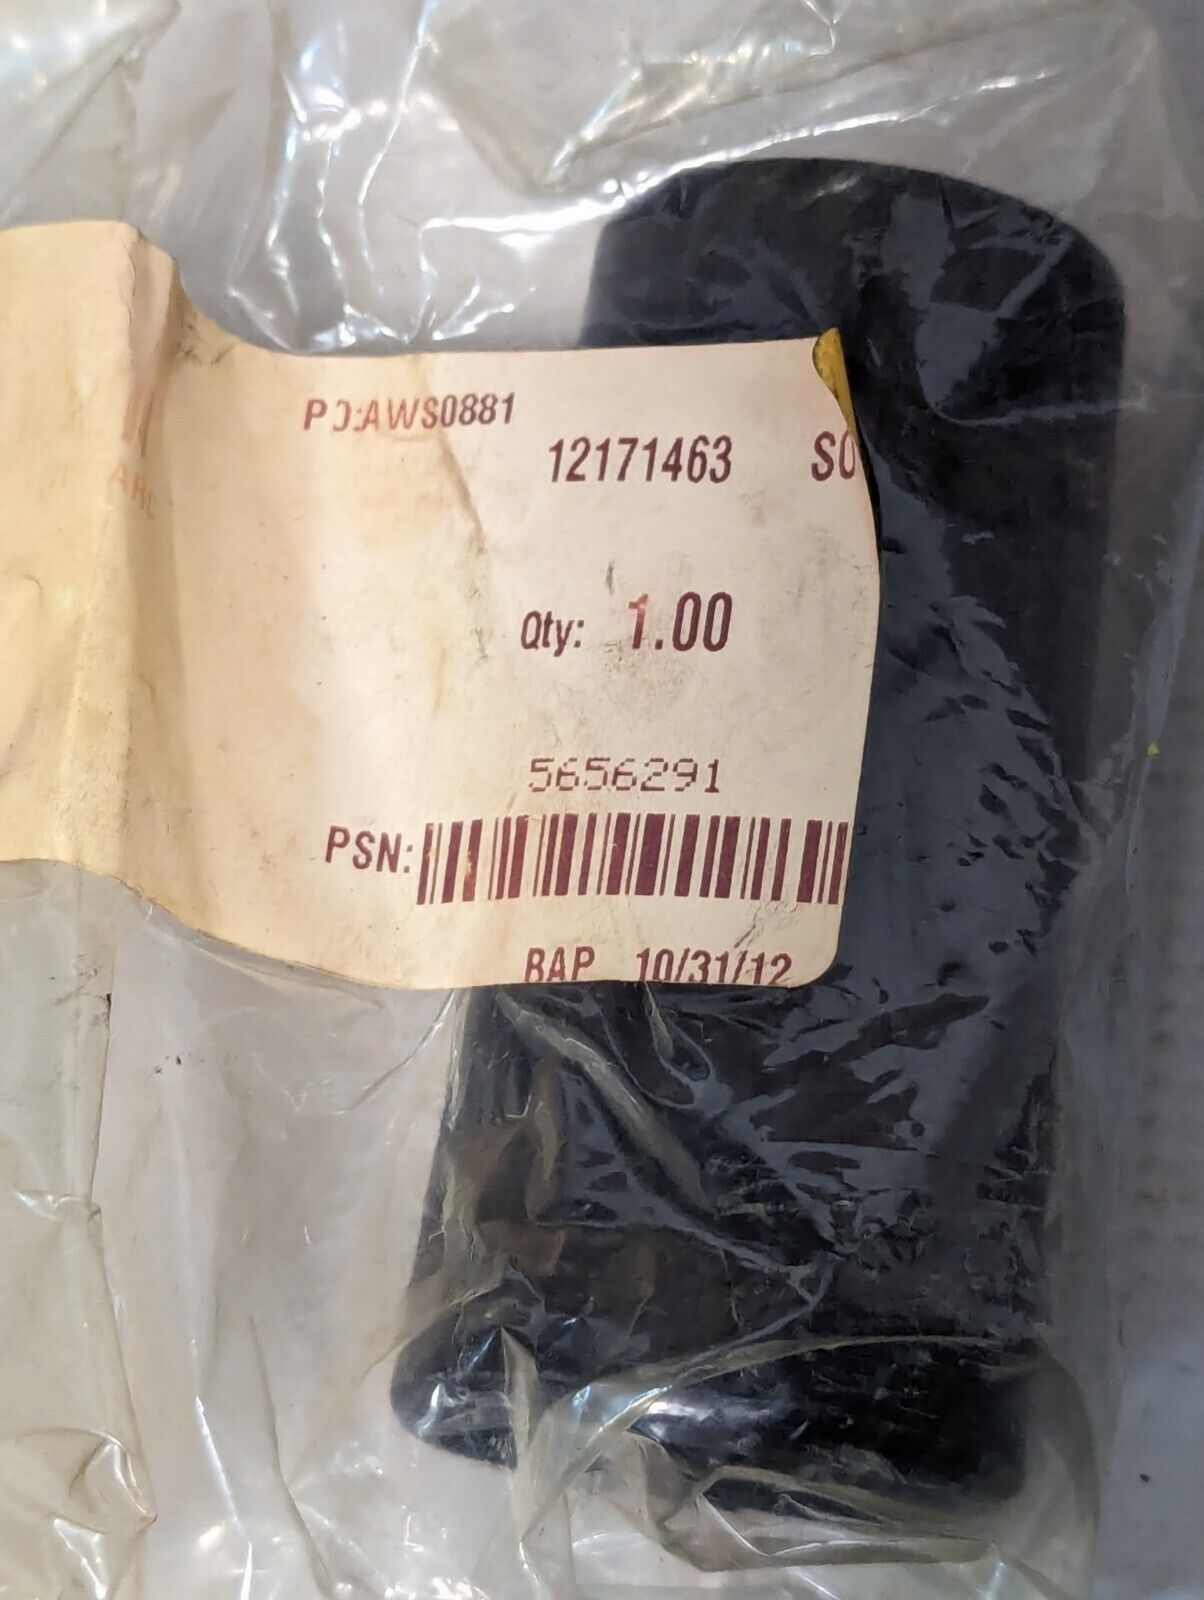 PO:AWS0881
12171463 SO
Qty: 1.00
5656291
PSN:
BAP 10/31/12